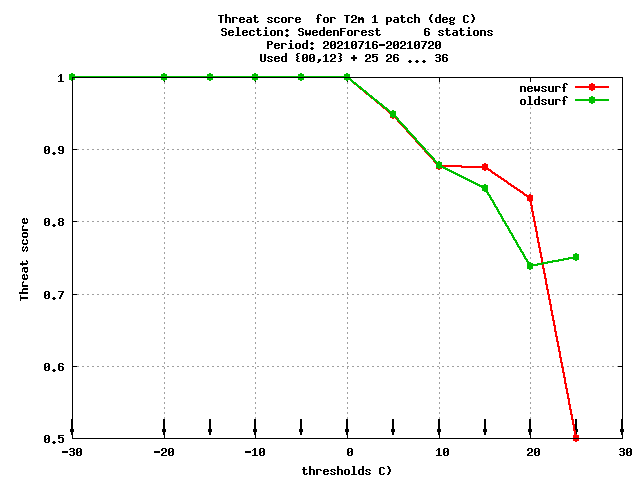 Threat score  for T2m 1 patch (deg C)
Selection: SwedenForest      6 stations
Period: 20210716-20210720
Used {00,12} + 25 26 ... 36
newsurf
oldsurf
1
0.9
0.8
0.7
0.6
0.5
Threat score
-30
-20
-10
0
10
20
30
thresholds C)